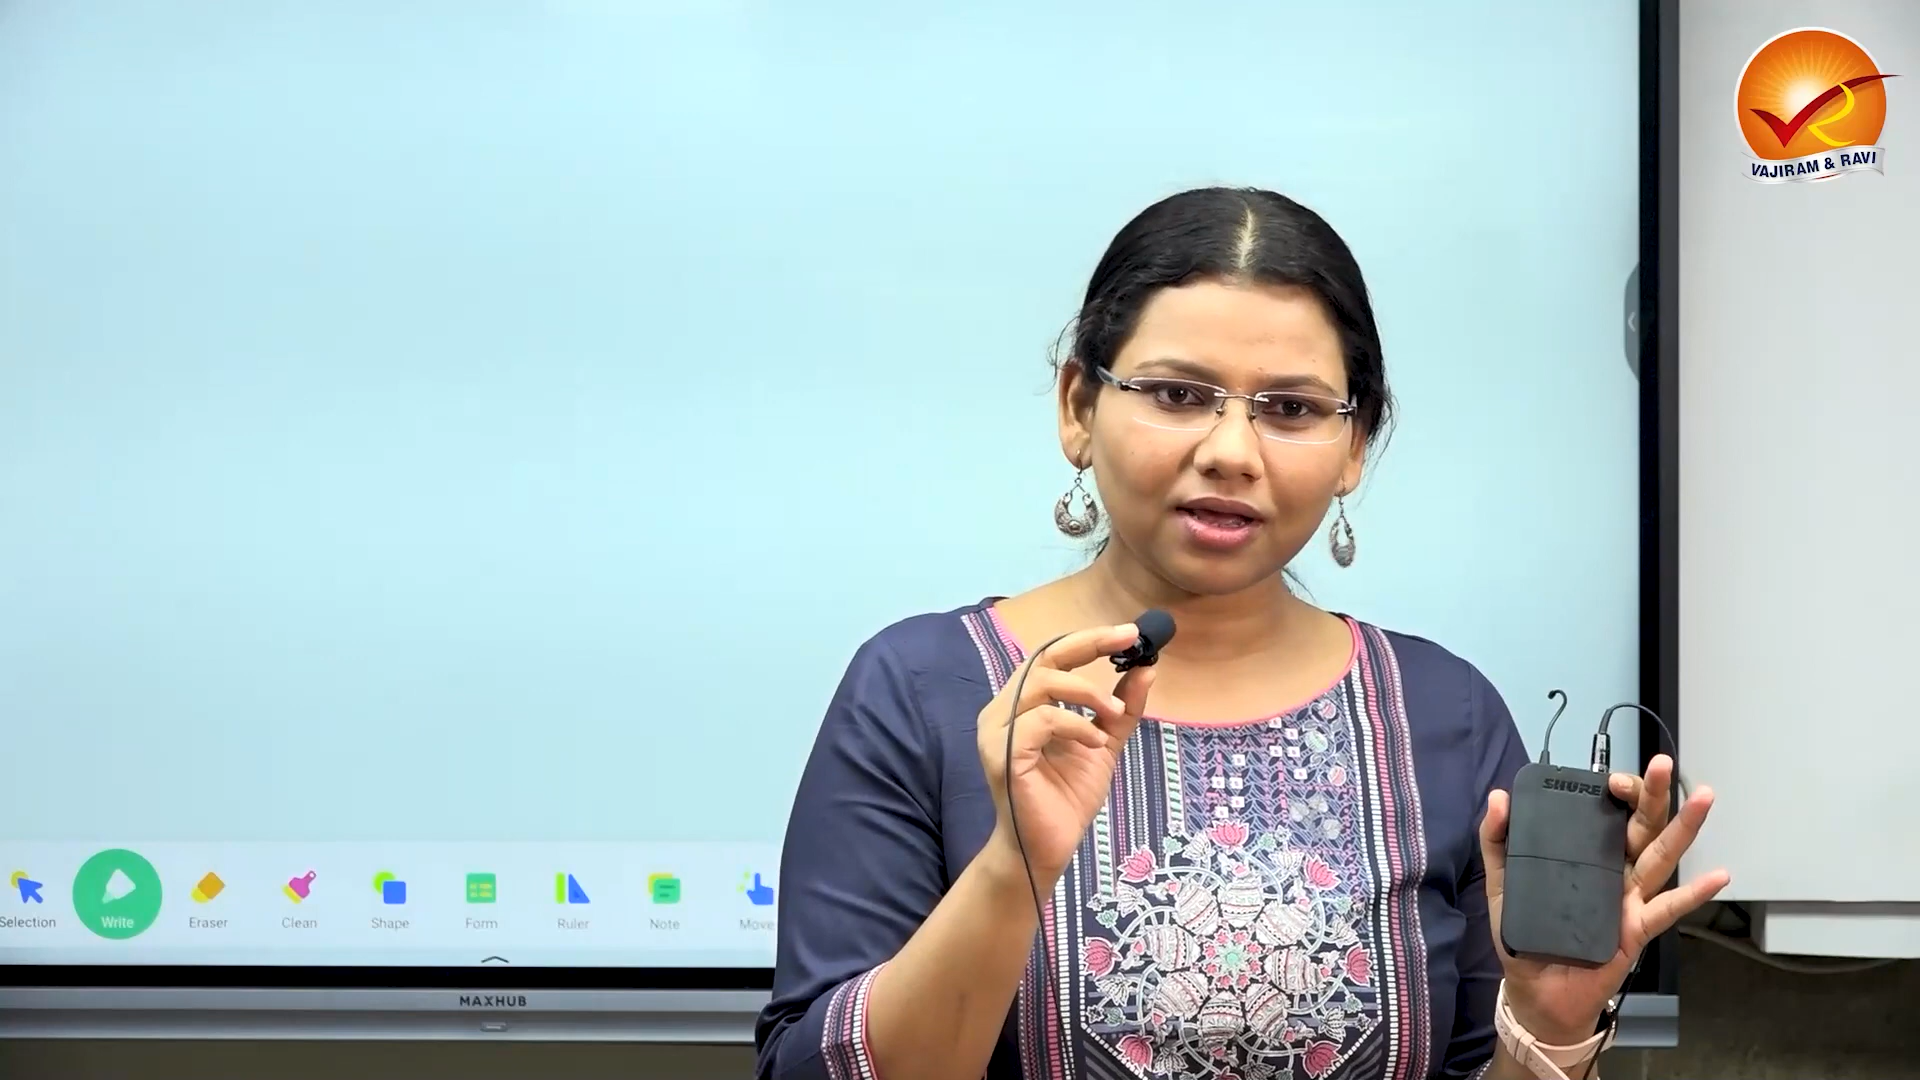 VAJIRAM & RAVI
SHURE
Selection
Write
Eraser
Clean
Shape
Form
Ruler
Note
Move
MAXHUB